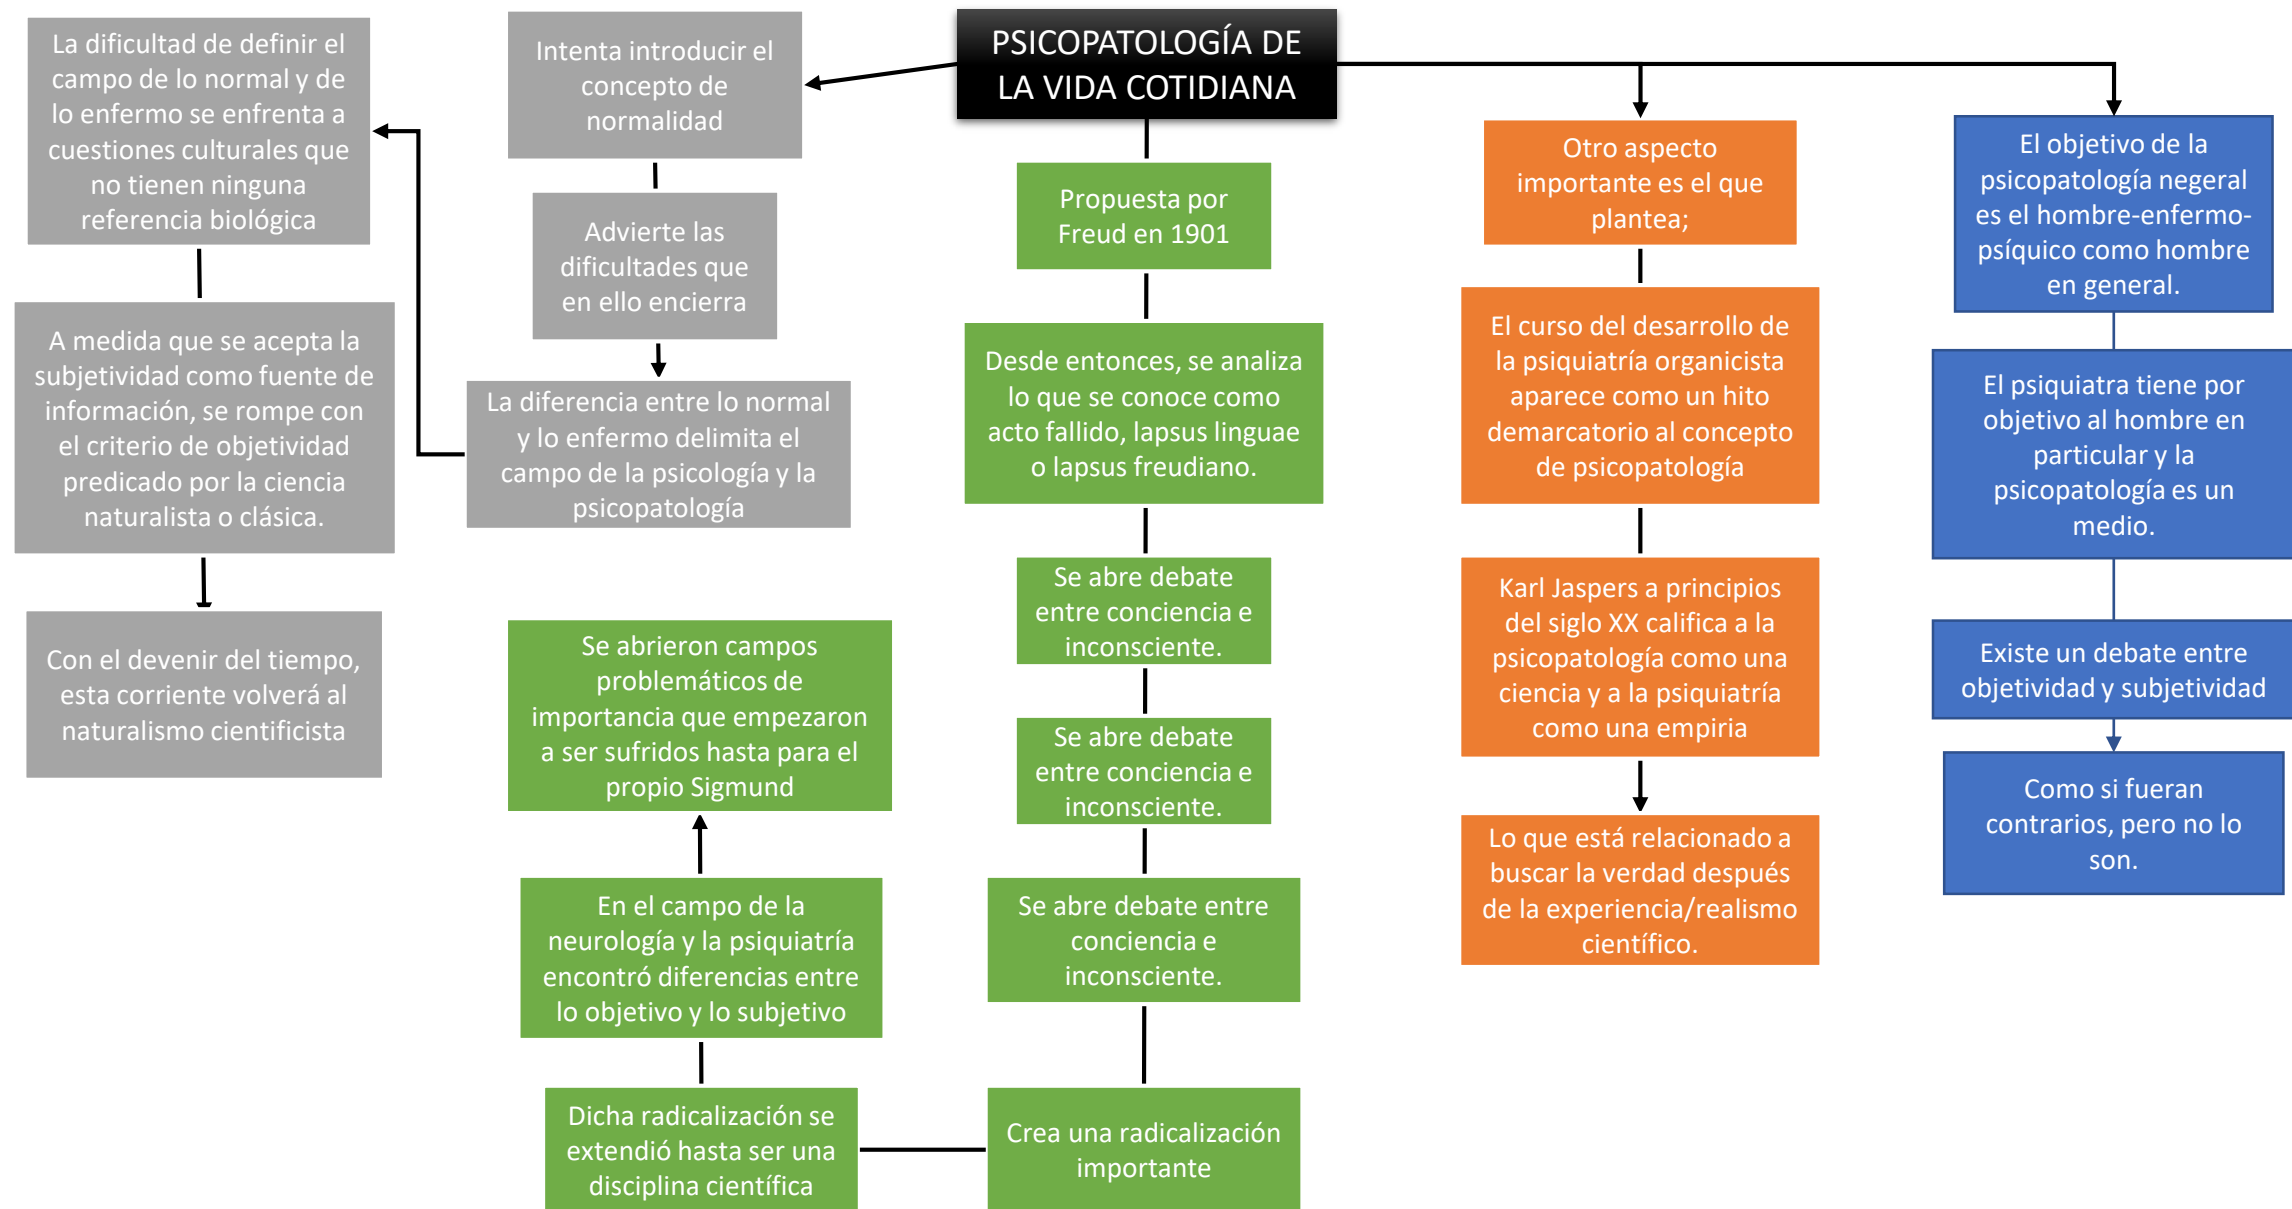 PSICOPATOLOGÍA DE
LA VIDA COTIDIANA
La dificultad de definir el
campo de lo normal y de
lo enfermo se enfrenta a
cuestiones culturales que
no tienen ninguna
referencia biológica
A medida que se acepta la
subjetividad como fuente de
información, se rompe con
el criterio de objetividad
predicado por la ciencia
naturalista o clásica.
Con el devenir del tiempo,
esta corriente volverá al
naturalismo cientificista
Intenta introducir el
concepto de
normalidad
Advierte las
dificultades que
en ello encierra
La diferencia entre lo normal
y lo enfermo delimita el
campo de la psicología y la
psicopatología
Propuesta por
Freud en 1901
Desde entonces, se analiza
lo que se conoce como
acto fallido, lapsus linguae
o lapsus freudiano.
Se abre debate
entre conciencia e
inconsciente.
Se abre debate
entre conciencia e
inconsciente.
Se abre debate entre
conciencia e
inconsciente.
Crea una radicalización
importante
Dicha radicalización se
extendió hasta ser una
disciplina científica
En el campo de la
neurología y la psiquiatría
encontró diferencias entre
lo objetivo y lo subjetivo
Se abrieron campos
problemáticos de
importancia que empezaron
a ser sufridos hasta para el
propio Sigmund
Otro aspecto
importante es el que
plantea;
El curso del desarrollo de
la psiquiatría organicista
aparece como un hito
demarcatorio al concepto
de psicopatología
Karl Jaspers a principios
del siglo XX califica a la
psicopatología como una
ciencia y a la psiquiatría
como una empiria
Lo que está relacionado a
buscar la verdad después
de la experiencia/realismo
científico.
El objetivo de la
psicopatología negeral
es el hombre-enfermo-
psíquico como hombre
en general.
El psiquiatra tiene por
objetivo al hombre en
particular y la
psicopatología es un
medio.
Existe un debate entre
objetividad y subjetividad
Como si fueran
contrarios, pero no lo
son.